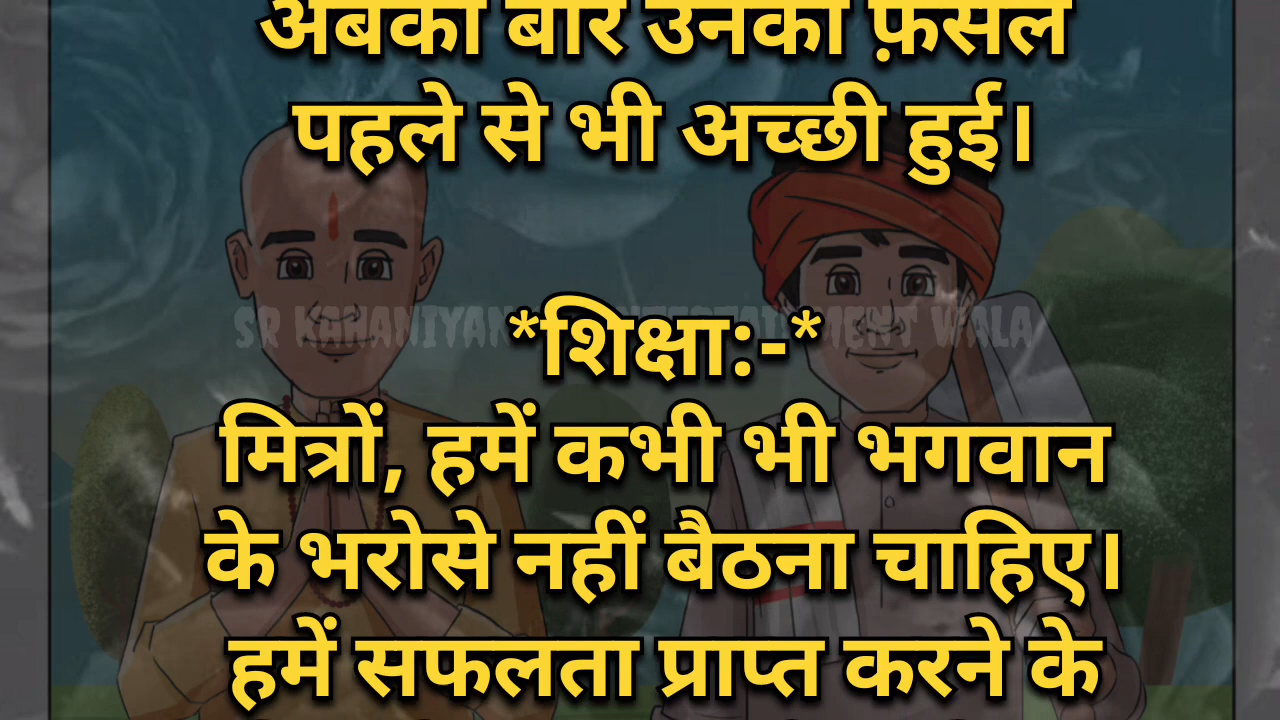 अबकी बार उनकी फ़सल
पहले से भी अच्छी हुई।
*शिक्षा:-*
मित्रों, हमें कभी भी भगवान
के भरोसे नहीं बैठना चाहिए।
हमें सफलता प्राप्त करने के